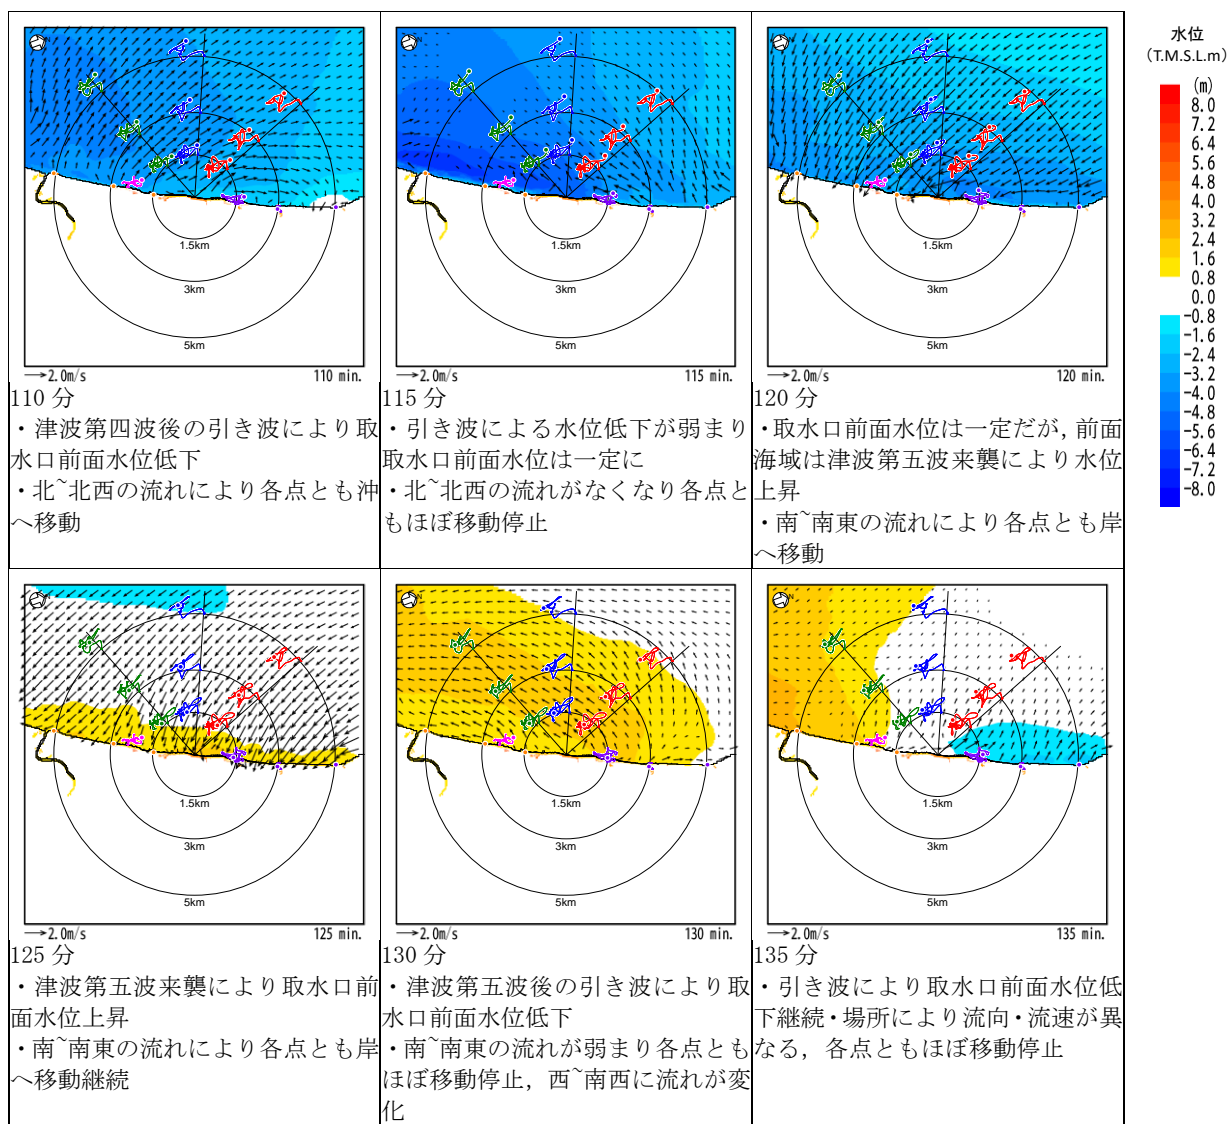 水位
(T.M.S.L.m)
(m)
8.0
7.2
6.4
5.6
4.8
4.0
3.2
2.4
1.6
0.8
0.0
-0.8
-1.6
-2.4
-3.2
-4.0
-4.8
-5.6
-6.4
-7.2
-8.0
N
1.5km
3km
5km
→2.0m/s
110 min.
110 分
・津波第四波後の引き波により取
水口前面水位低下
・北~北西の流れにより各点とも沖
へ移動
N
1.5km
3km
5km
→2.0m/s
115 min.
115 分
・引き波による水位低下が弱まり
取水口前面水位は一定に
・北~北西の流れがなくなり各点と
もほぼ移動停止
N
1.5km
3km
5km
→2.0m/s
120 min.
120 分
・取水口前面水位は一定だが，前面
海域は津波第五波来襲により水位
上昇
・南~南東の流れにより各点とも岸
へ移動
N
1.5km
3km
5km
→2.0m/s
125 min.
125 分
・津波第五波来襲により取水口前
面水位上昇
・南~南東の流れにより各点とも岸
へ移動継続
N
1.5km
3km
5km
→2.0m/s
130 min.
130 分
・津波第五波後の引き波により取
水口前面水位低下
・南~南東の流れが弱まり各点とも
ほぼ移動停止，西~南西に流れが変
化
N
1.5km
3km
5km
→2.0m/s
135 min.
135 分
・引き波により取水口前面水位低
下継続・場所により流向・流速が異
なる，各点ともほぼ移動停止